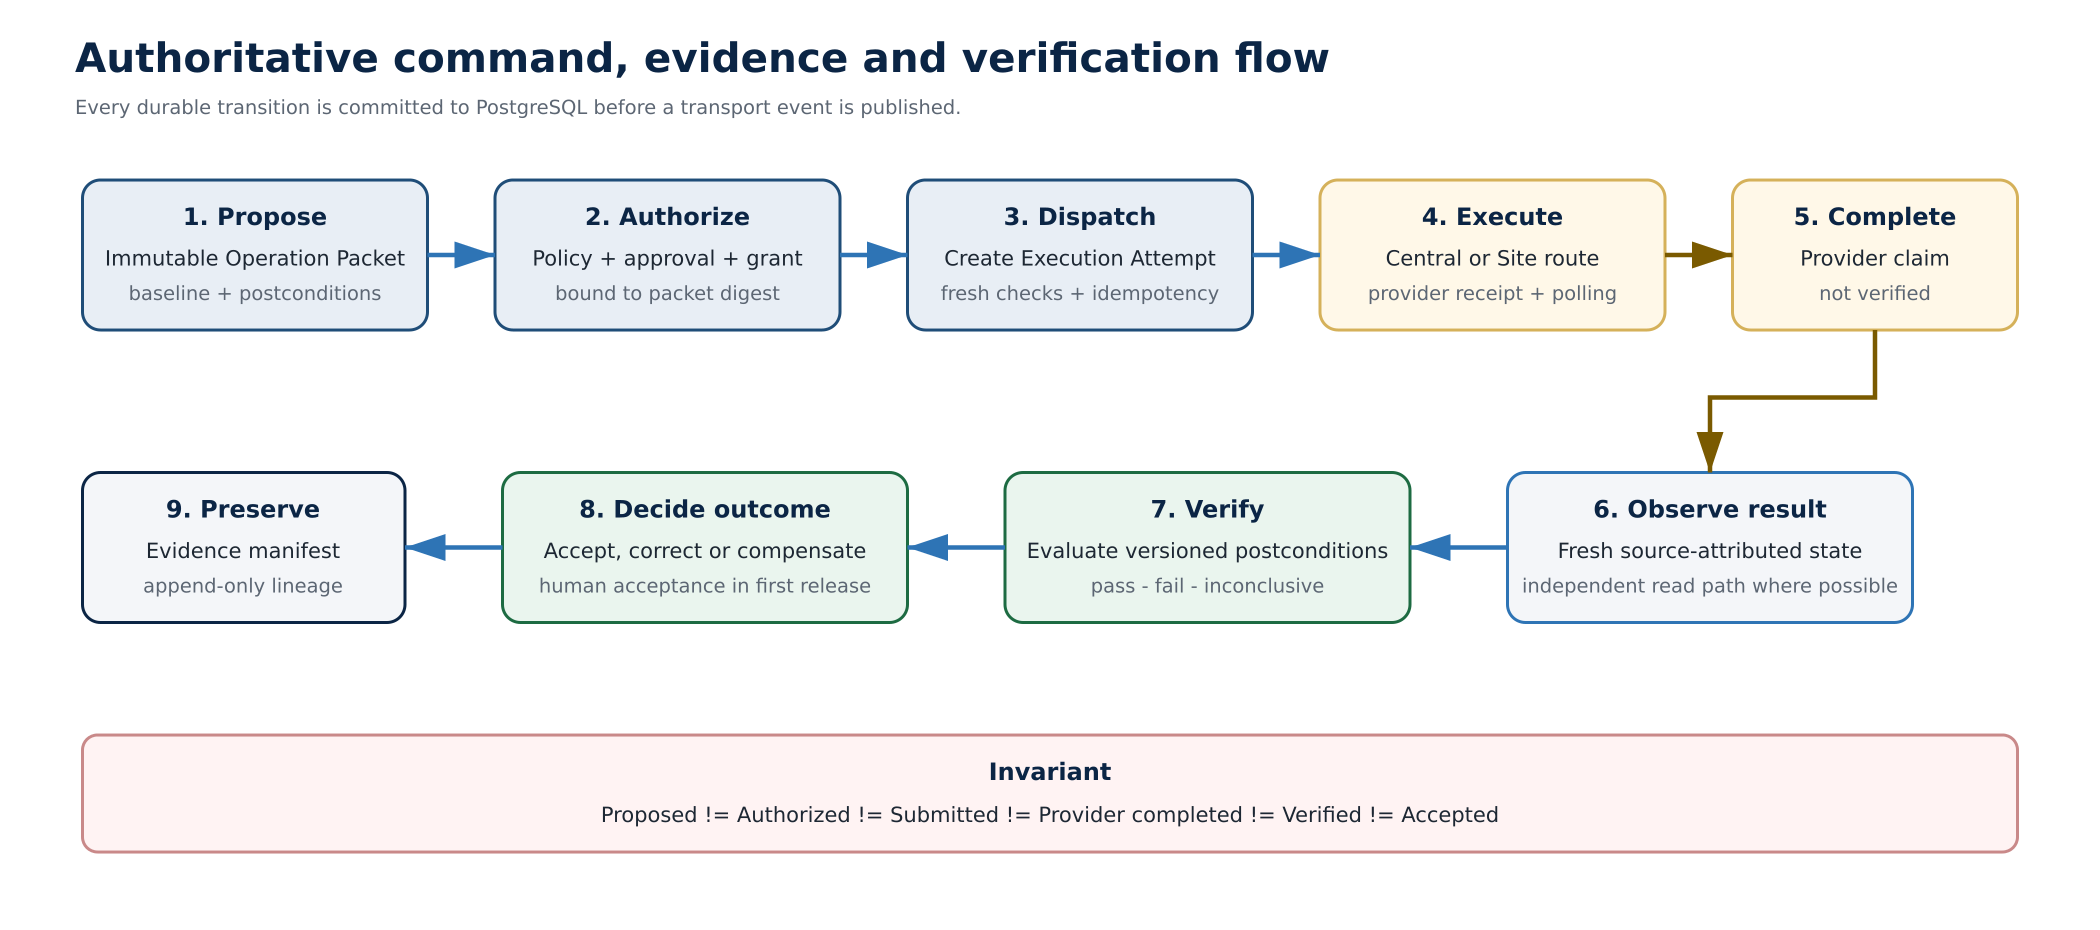 Authoritative command, evidence and verification flow
Every durable transition is committed to PostgreSQL before a transport event is published.
1. Propose
Immutable Operation Packet
baseline + postconditions
2. Authorize
Policy + approval + grant
bound to packet digest
3. Dispatch
Create Execution Attempt
fresh checks + idempotency
4. Execute
Central or Site route
provider receipt + polling
5. Complete
Provider claim
not verified
6. Observe result
Fresh source-attributed state
independent read path where possible
7. Verify
Evaluate versioned postconditions
pass - fail - inconclusive
8. Decide outcome
Accept, correct or compensate
human acceptance in first release
9. Preserve
Evidence manifest
append-only lineage
Invariant
Proposed != Authorized != Submitted != Provider completed != Verified != Accepted